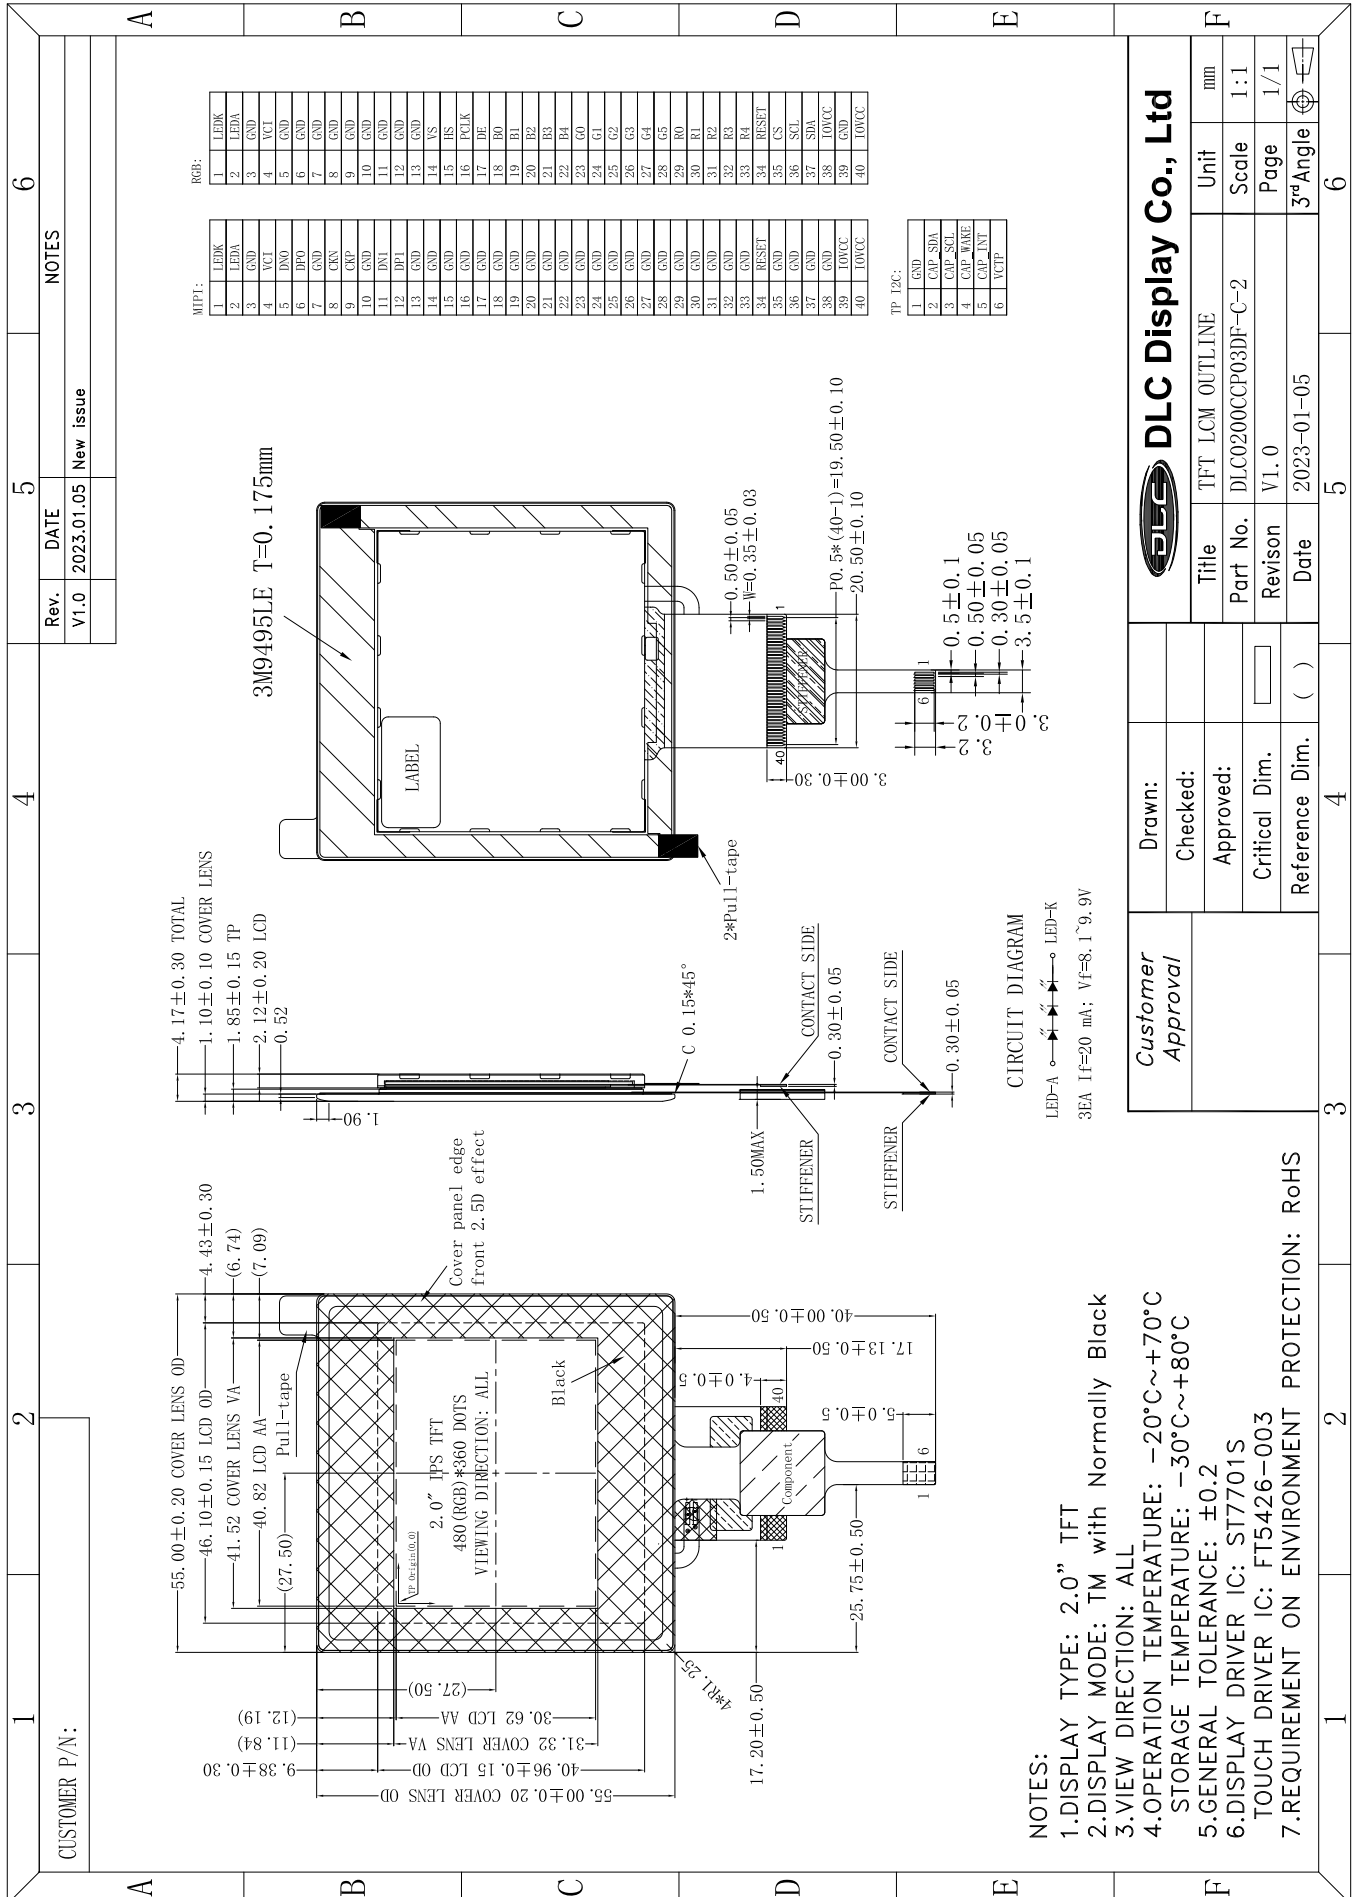 CUSTOMER P/N:
Rev.
DATE
NOTES
V1.0
2023.01.05
New issue
1
2
3
4
5
6
A
B
C
D
E
F
55.00±0.20 COVER LENS OD
46.10±0.15 LCD OD
4.43±0.30
41.52 COVER LENS VA
(6.74)
40.82 LCD AA
(7.09)
(27.50)
Pull-tape
Cover panel edge
front 2.5D effect
TP Origin(0,0)
2.0" IPS TFT
480(RGB)*360 DOTS
VIEWING DIRECTION: ALL
Black
55.00±0.20 COVER LENS OD
40.96±0.15 LCD OD
9.38±0.30
31.32 COVER LENS VA
(11.84)
30.62 LCD AA
(12.19)
(27.50)
4*R1.25
17.20±0.50
25.75±0.50
Component
1
40
1
6
4.0±0.5
5.0±0.5
17.13±0.50
40.00±0.50
4.17±0.30 TOTAL
1.10±0.10 COVER LENS
1.85±0.15 TP
2.12±0.20 LCD
0.52
1.90
C 0.15*45°
1.50MAX
STIFFENER
CONTACT SIDE
0.30±0.05
STIFFENER
CONTACT SIDE
0.30±0.05
3M9495LE T=0.175mm
LABEL
2*Pull-tape
0.50±0.05
W=0.35±0.03
P0.5*(40-1)=19.50±0.10
20.50±0.10
STIFFENER
40
1
3.00±0.30
6
1
0.5±0.1
0.50±0.05
0.30±0.05
3.5±0.1
3.0±0.2
3.2
CIRCUIT DIAGRAM
LED-A
LED-K
3EA If=20 mA; Vf=8.1~9.9V
MIPI:
1 LEDK
2 LEDA
3 GND
4 VCI
5 DN0
6 DP0
7 GND
8 CKN
9 CKP
10 GND
11 DN1
12 DP1
13 GND
14 GND
15 GND
16 GND
17 GND
18 GND
19 GND
20 GND
21 GND
22 GND
23 GND
24 GND
25 GND
26 GND
27 GND
28 GND
29 GND
30 GND
31 GND
32 GND
33 GND
34 RESET
35 GND
36 GND
37 GND
38 GND
39 IOVCC
40 IOVCC
RGB:
1 LEDK
2 LEDA
3 GND
4 VCI
5 GND
6 GND
7 GND
8 GND
9 GND
10 GND
11 GND
12 GND
13 GND
14 VS
15 HS
16 PCLK
17 DE
18 B0
19 B1
20 B2
21 B3
22 B4
23 G0
24 G1
25 G2
26 G3
27 G4
28 G5
29 R0
30 R1
31 R2
32 R3
33 R4
34 RESET
35 CS
36 SCL
37 SDA
38 IOVCC
39 GND
40 IOVCC
TP I2C:
1 GND
2 CAP_SDA
3 CAP_SCL
4 CAP_WAKE
5 CAP_INT
6 VCTP
NOTES:
1.DISPLAY TYPE: 2.0" TFT
2.DISPLAY MODE: TM with Normally Black
3.VIEW DIRECTION: ALL
4.OPERATION TEMPERATURE: -20°C~+70°C
STORAGE TEMPERATURE: -30°C~+80°C
5.GENERAL TOLERANCE: ±0.2
6.DISPLAY DRIVER IC: ST7701S
TOUCH DRIVER IC: FT5426-003
7.REQUIREMENT ON ENVIRONMENT PROTECTION: RoHS
Customer
Approval
Drawn:
Checked:
Approved:
Critical Dim.
Reference Dim.
( )
DLC
DLC Display Co., Ltd
Title
TFT LCM OUTLINE
Unit
mm
Part No.
DLC0200CCP03DF-C-2
Scale
1:1
Revison
V1.0
Page
1/1
Date
2023-01-05
3rd Angle
1
2
3
4
5
6
A
B
C
D
E
F